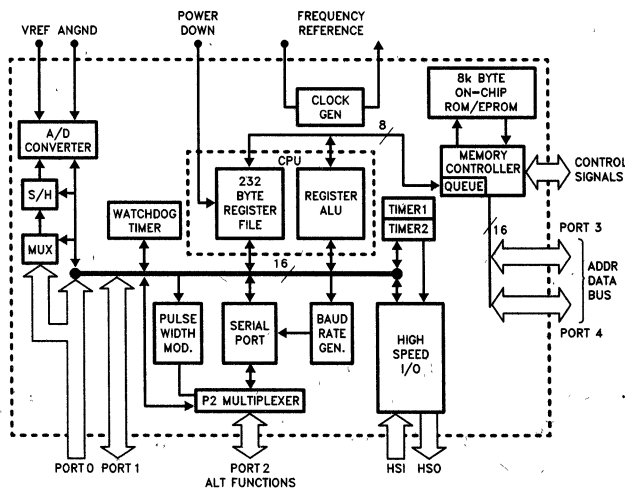 VREF ANGND
POWER
DOWN
FREQUENCY
REFERENCE
CLOCK
GEN
8k BYTE
ON-CHIP
ROM/EPROM
A/D
CONVERTER
8
CPU
MEMORY
CONTROLLER
QUEUE
CONTROL
SIGNALS
S/H
232
BYTE
REGISTER
FILE
REGISTER
ALU
WATCHDOG
TIMER
TIMER1
TIMER2
MUX
16
16
PORT 3
ADDR
DATA
BUS
PORT 4
PULSE
WIDTH
MOD.
SERIAL
PORT
BAUD
RATE
GEN.
HIGH
SPEED
I/O
P2 MULTIPLEXER
PORT 0 PORT 1
PORT 2
ALT FUNCTIONS
HSI
HSO